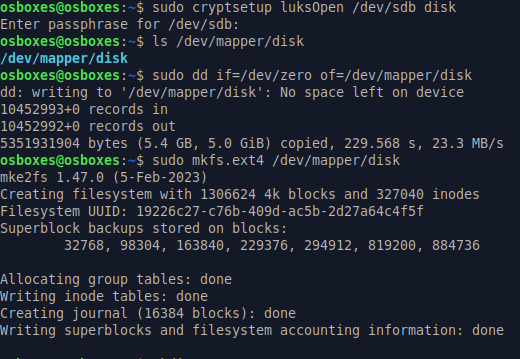 osboxes@osboxes:~$ sudo cryptsetup luksOpen /dev/sdb disk
Enter passphrase for /dev/sdb:
osboxes@osboxes:~$ ls /dev/mapper/disk
/dev/mapper/disk
osboxes@osboxes:~$ sudo dd if=/dev/zero of=/dev/mapper/disk
dd: writing to '/dev/mapper/disk': No space left on device
10452993+0 records in
10452992+0 records out
5351931904 bytes (5.4 GB, 5.0 GiB) copied, 229.568 s, 23.3 MB/s
osboxes@osboxes:~$ sudo mkfs.ext4 /dev/mapper/disk
mke2fs 1.47.0 (5-Feb-2023)
Creating filesystem with 1306624 4k blocks and 327040 inodes
Filesystem UUID: 19226c27-c76b-409d-ac5b-2d27a64c4f5f
Superblock backups stored on blocks:
32768, 98304, 163840, 229376, 294912, 819200, 884736
Allocating group tables: done
Writing inode tables: done
Creating journal (16384 blocks): done
Writing superblocks and filesystem accounting information: done